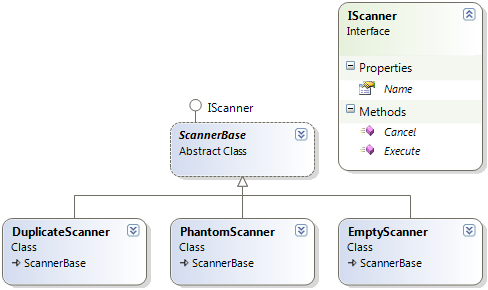 IScanner
Interface
Properties
Name
Methods
Cancel
Execute
IScanner
ScannerBase
Abstract Class
DuplicateScanner
Class
ScannerBase
PhantomScanner
Class
ScannerBase
EmptyScanner
Class
ScannerBase